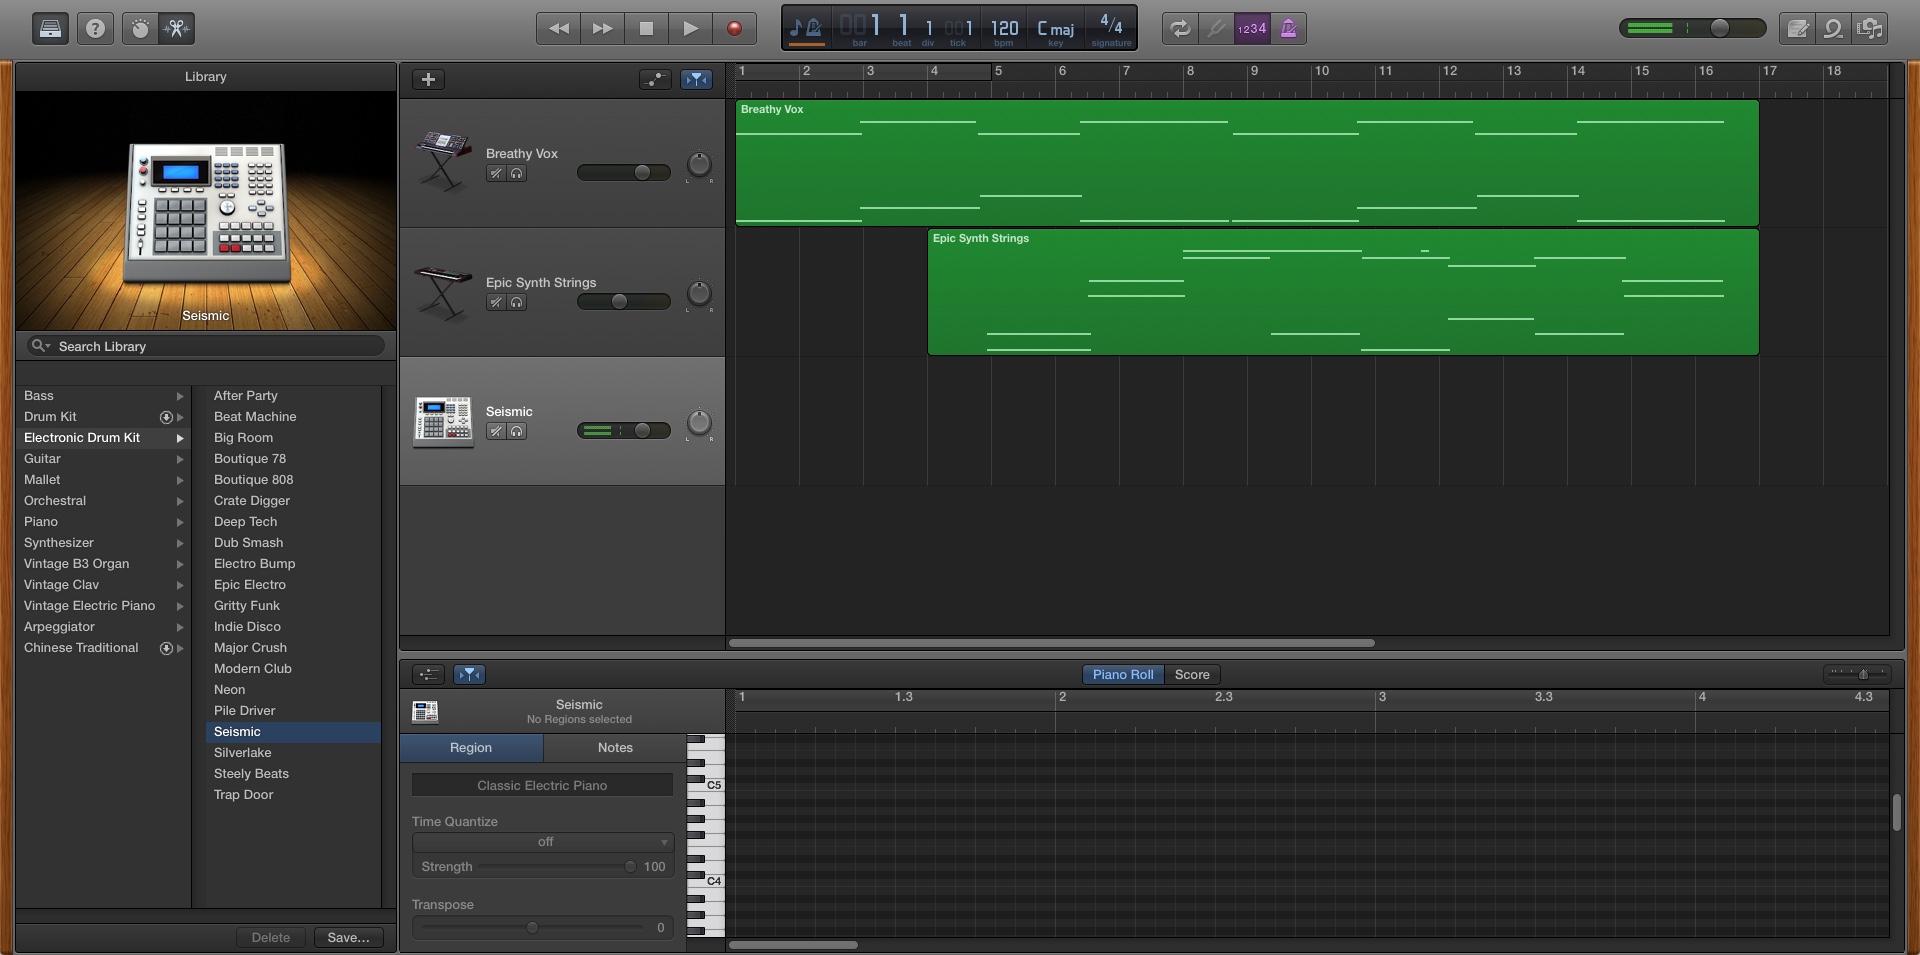 1 1 1 1 120 C maj 4/4
bar beat div tick bpm key signature
1234
Library
Seismic
Search Library
Bass
Drum Kit
Electronic Drum Kit
Guitar
Mallet
Orchestral
Piano
Synthesizer
Vintage B3 Organ
Vintage Clav
Vintage Electric Piano
Arpeggiator
Chinese Traditional
After Party
Beat Machine
Big Room
Boutique 78
Boutique 808
Crate Digger
Deep Tech
Dub Smash
Electro Bump
Epic Electro
Gritty Funk
Indie Disco
Major Crush
Modern Club
Neon
Pile Driver
Seismic
Silverlake
Steely Beats
Trap Door
Delete Save...
1 2 3 4 5 6 7 8 9 10 11 12 13 14 15 16 17 18
Breathy Vox
L R
Breathy Vox
Epic Synth Strings
L R
Epic Synth Strings
Seismic
L R
Piano Roll Score
Seismic
No Regions selected
Region Notes
Classic Electric Piano
Time Quantize
off
Strength 100
Transpose
0
1 1.3 2 2.3 3 3.3 4 4.3
C5
C4